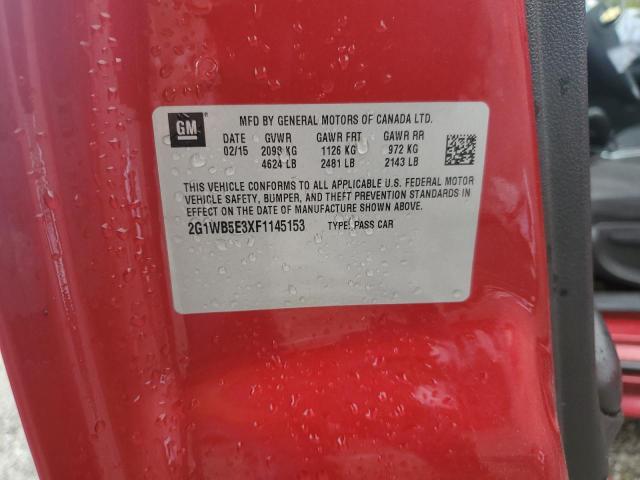 GM
MFD BY GENERAL MOTORS OF CANADA LTD.
DATE GVWR GAWR FRT GAWR RR
02/15 2098 KG 1126 KG 972 KG
4624 LB 2481 LB 2143 LB
THIS VEHICLE CONFORMS TO ALL APPLICABLE U.S. FEDERAL MOTOR
VEHICLE SAFETY, BUMPER, AND THEFT PREVENTION STANDARDS IN
EFFECT ON THE DATE OF MANUFACTURE SHOWN ABOVE.
2G1WB5E3XF1145153 TYPE: PASS CAR